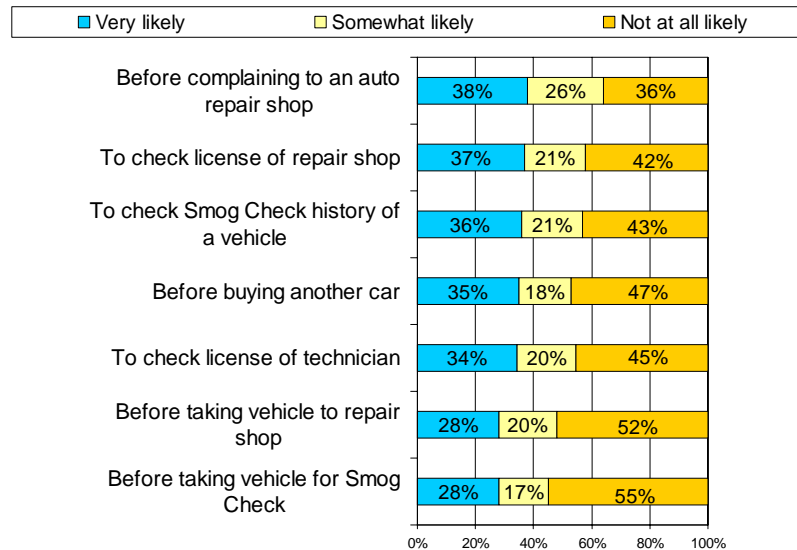 Very likely Somewhat likely Not at all likely
Before complaining to an auto
repair shop
38% 26% 36%
To check license of repair shop
37% 21% 42%
To check Smog Check history of
a vehicle
36% 21% 43%
Before buying another car
35% 18% 47%
To check license of technician
34% 20% 45%
Before taking vehicle to repair
shop
28% 20% 52%
Before taking vehicle for Smog
Check
28% 17% 55%
0% 20% 40% 60% 80% 100%